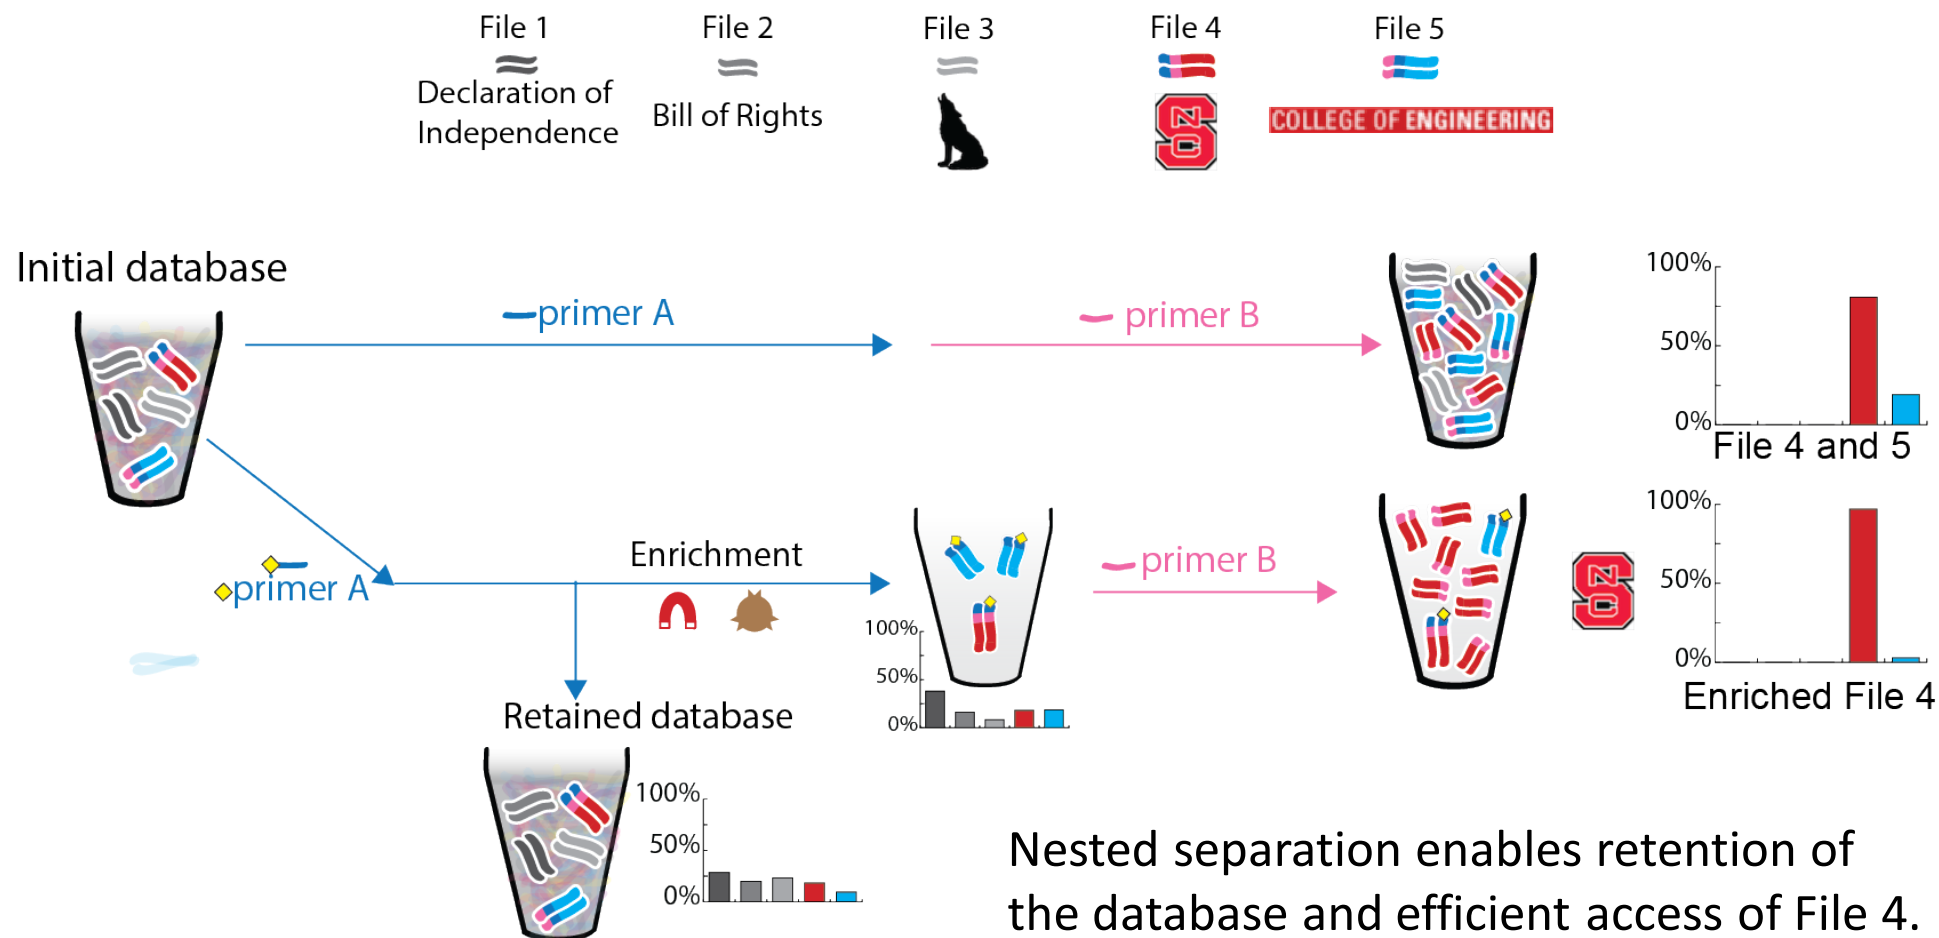 File 1
File 2
File 3
File 4
File 5
Declaration of
Independence
Bill of Rights
NC
COLLEGE OF ENGINEERING
Initial database
primer A
primer B
100%
50%
0%
File 4 and 5
primer A
Enrichment
primer B
100%
50%
0%
NC
100%
50%
0%
Enriched File 4
Retained database
100%
50%
0%
Nested separation enables retention of
the database and efficient access of File 4.